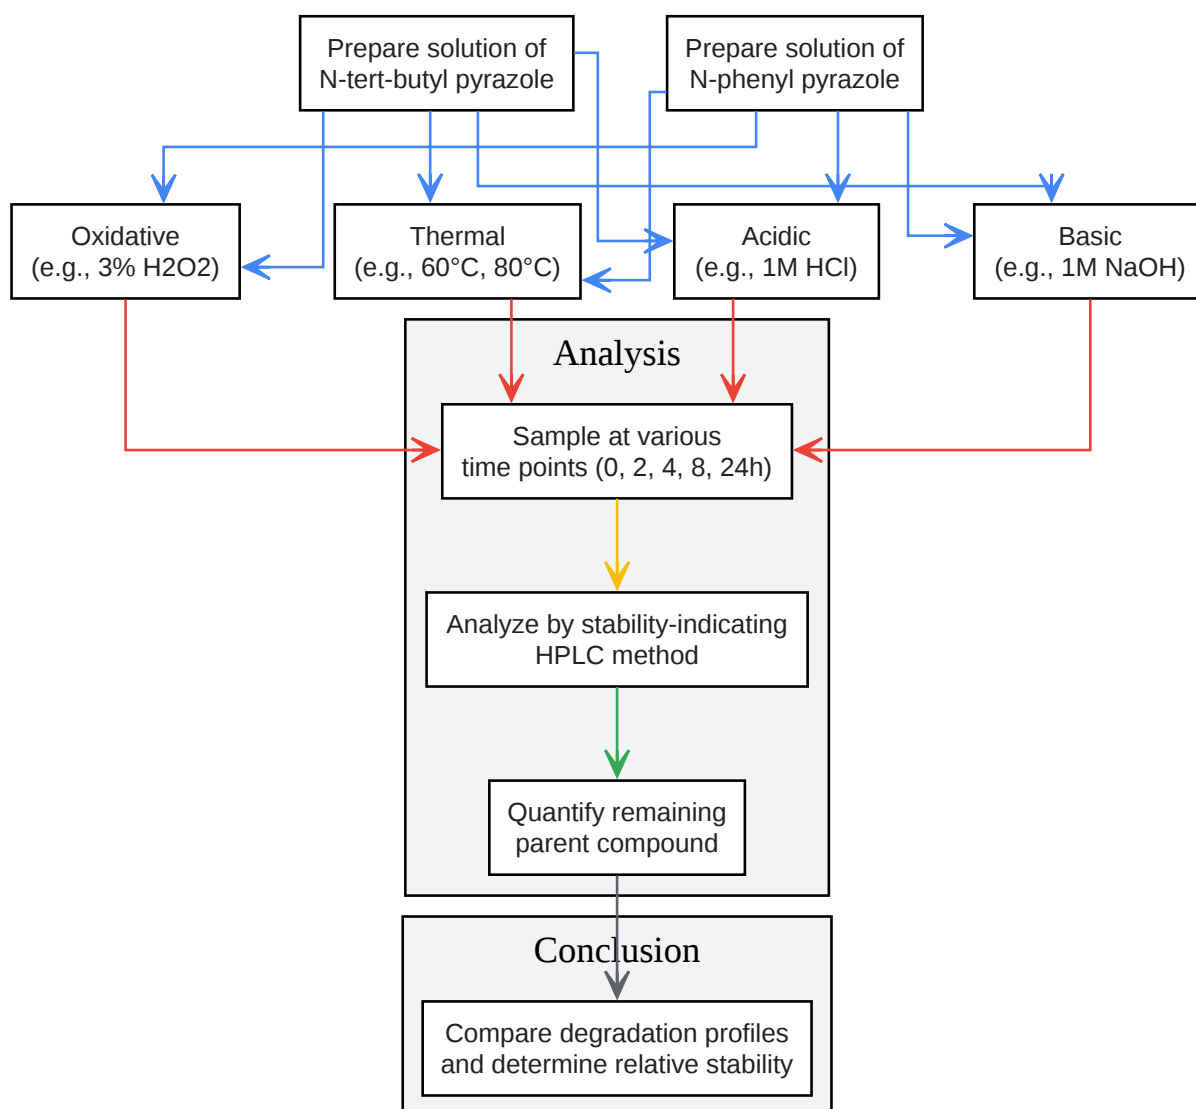 Prepare solution of
N-tert-butyl pyrazole
Prepare solution of
N-phenyl pyrazole
Oxidative
(e.g., 3% H2O2)
Thermal
(e.g., 60°C, 80°C)
Acidic
(e.g., 1M HCl)
Basic
(e.g., 1M NaOH)
Analysis
Sample at various
time points (0, 2, 4, 8, 24h)
Analyze by stability-indicating
HPLC method
Quantify remaining
parent compound
Conclusion
Compare degradation profiles
and determine relative stability